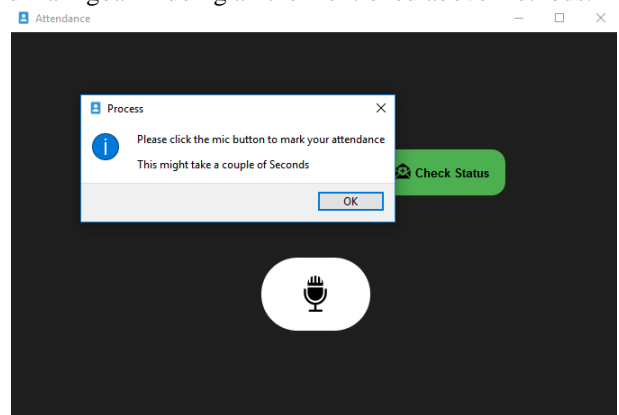 Attendance
Process
Please click the mic button to mark your attendance
This might take a couple of Seconds
Check Status
OK